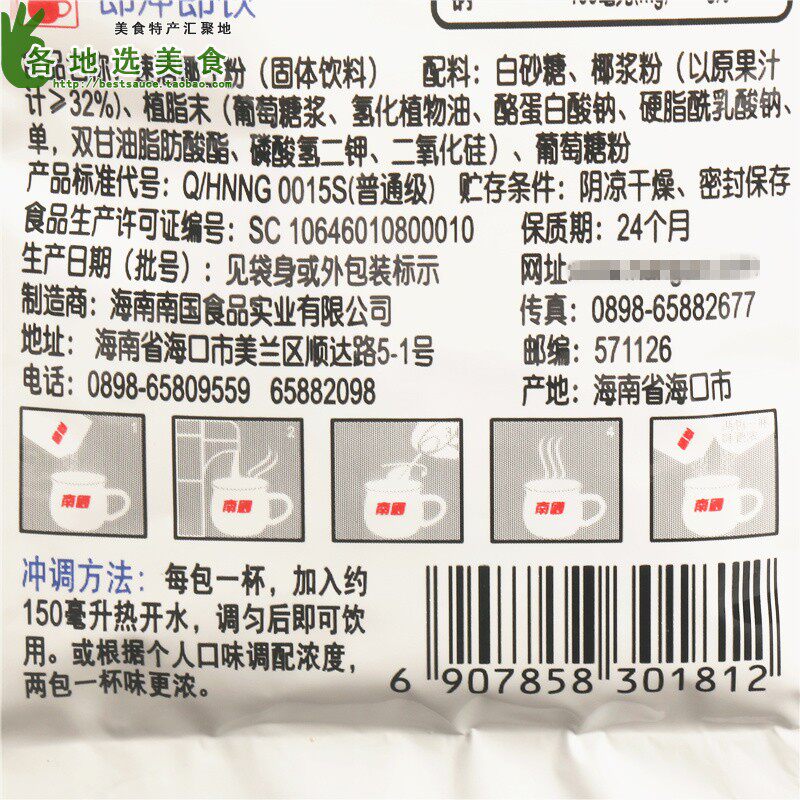 即冲即饮
美食特产汇聚地
各地选美食
http://bestsauce.taobao.com
粉（固体饮料） 配料：白砂糖、椰浆粉（以原果汁
计≥32%）、植脂末（葡萄糖浆、氢化植物油、酪蛋白酸钠、硬脂酰乳酸钠、
单，双甘油脂肪酸酯、磷酸氢二钾、二氧化硅）、葡萄糖粉
产品标准代号：Q/HNNG 0015S(普通级) 贮存条件：阴凉干燥、密封保存
食品生产许可证编号：SC 10646010800010 保质期：24个月
生产日期（批号）：见袋身或外包装标示 网址:
制造商：海南南国食品实业有限公司 传真：0898-65882677
地址： 海南省海口市美兰区顺达路5-1号 邮编：571126
电话：0898-65809559 65882098 产地：海南省海口市
1 2 4
南国 南国 南国 南国 南国
冲调方法：每包一杯，加入约
150毫升热开水，调匀后即可饮
用。或根据个人口味调配浓度，
两包一杯味更浓。
6 907858 301812